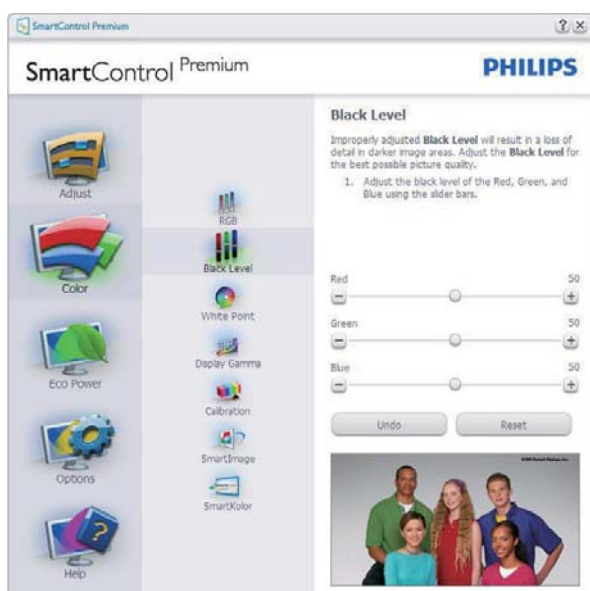 SmartControl Premium
? ×
SmartControl Premium
PHILIPS
Adjust
Color
Eco Power
Options
Help
RGB
Black Level
White Point
Display Gamma
Calibration
SmartImage
SmartKolor
Black Level
Improperly adjusted Black Level will result in a loss of
detail in darker image areas. Adjust the Black Level for
the best possible picture quality.
1. Adjust the black level of the Red, Green, and
Blue using the slider bars.
Red 50
Green 50
Blue 50
Undo Reset